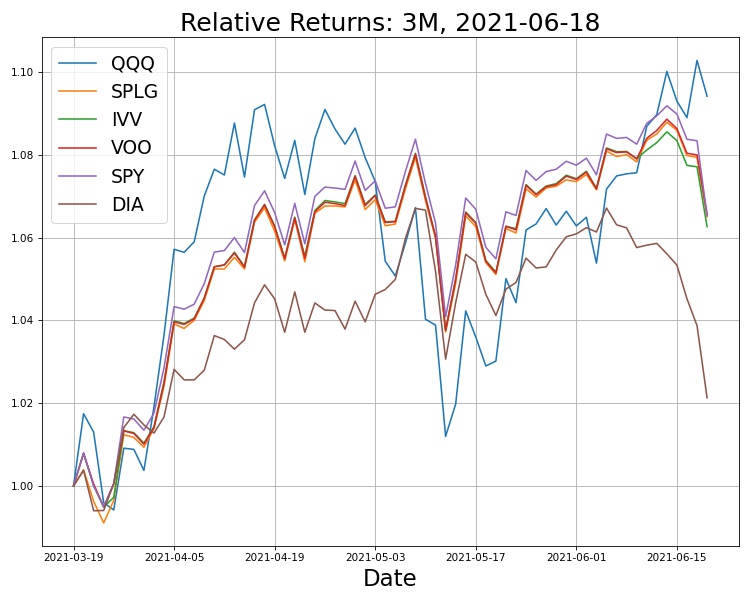 Relative Returns: 3M, 2021-06-18
QQQ
SPLG
IVV
VOO
SPY
DIA
1.10
1.08
1.06
1.04
1.02
1.00
2021-03-19 2021-04-05 2021-04-19 2021-05-03 2021-05-17 2021-06-01 2021-06-15
Date